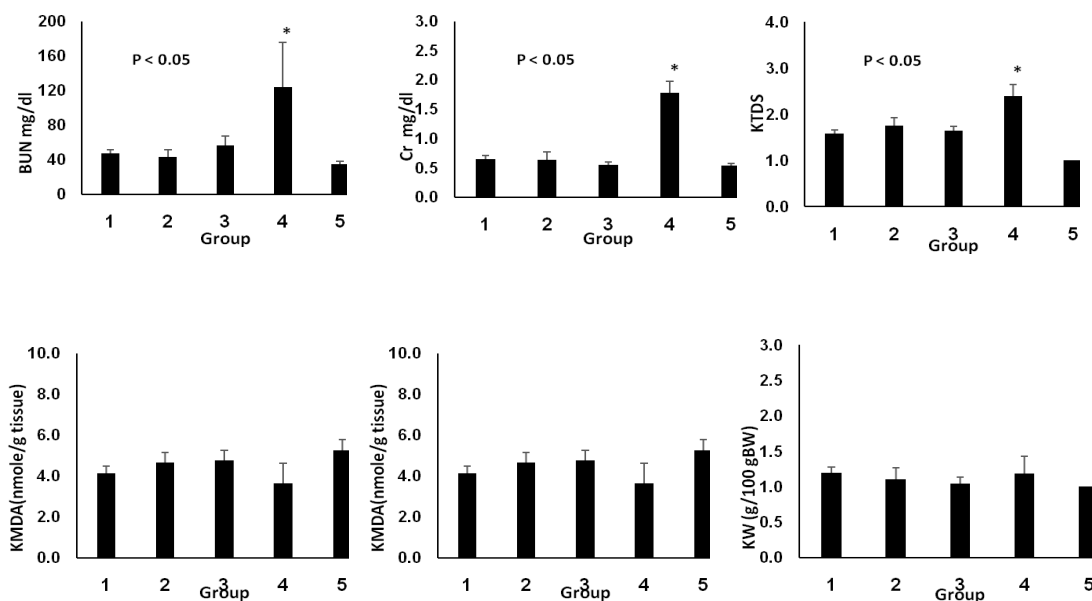 BUN mg/dl
200
160
120
80
40
0
P < 0.05
*
1 2 3 4 5
Group
Cr mg/dl
3.0
2.5
2.0
1.5
1.0
0.5
0.0
P < 0.05
*
1 2 3 4 5
Group
KTDS
4.0
3.0
2.0
1.0
0.0
P < 0.05
*
1 2 3 4 5
Group
KMDA(nmole/g tissue)
10.0
8.0
6.0
4.0
2.0
0.0
1 2 3 4 5
Group
KMDA(nmole/g tissue)
10.0
8.0
6.0
4.0
2.0
0.0
1 2 3 4 5
Group
KW (g/100 gBW)
3.0
2.5
2.0
1.5
1.0
0.5
0.0
1 2 3 4 5
Group